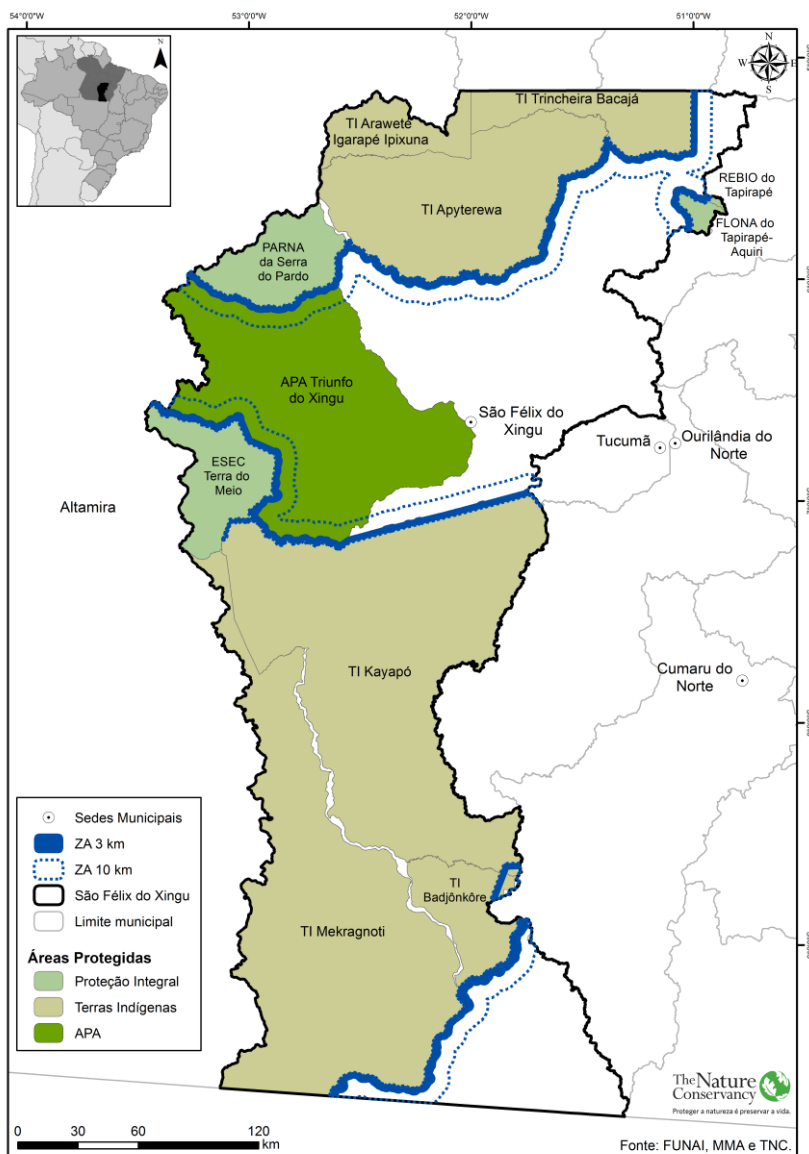 54°0'0"W
53°0'0"W
52°0'0"W
51°0'0"W
N
N
W
E
S
TI Trincheira Bacajá
TI Araweté
Igarapé Ipixuna
TI Apyterewa
REBIO do
Tapirapé
FLONA do
Tapirapé-
Aquiri
PARNA
da Serra
do Pardo
APA Triunfo
do Xingu
São Félix do
Xingu
Tucumã
Ourilândia do
Norte
ESEC
Terra do
Meio
Altamira
TI Kayapó
Cumaru do
Norte
TI
Badjônkôre
TI Mekragnoti
Sedes Municipais
ZA 3 km
ZA 10 km
São Félix do Xingu
Limite municipal
Áreas Protegidas
Proteção Integral
Terras Indígenas
APA
The Nature
Conservancy
Proteger a natureza é preservar a vida.
0 30 60 120
km
Fonte: FUNAI, MMA e TNC.